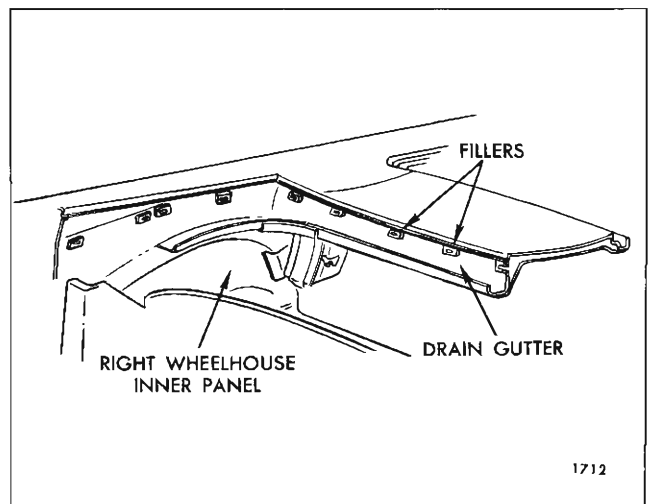 FILLERS
DRAIN GUTTER
RIGHT WHEELHOUSE
INNER PANEL
1712